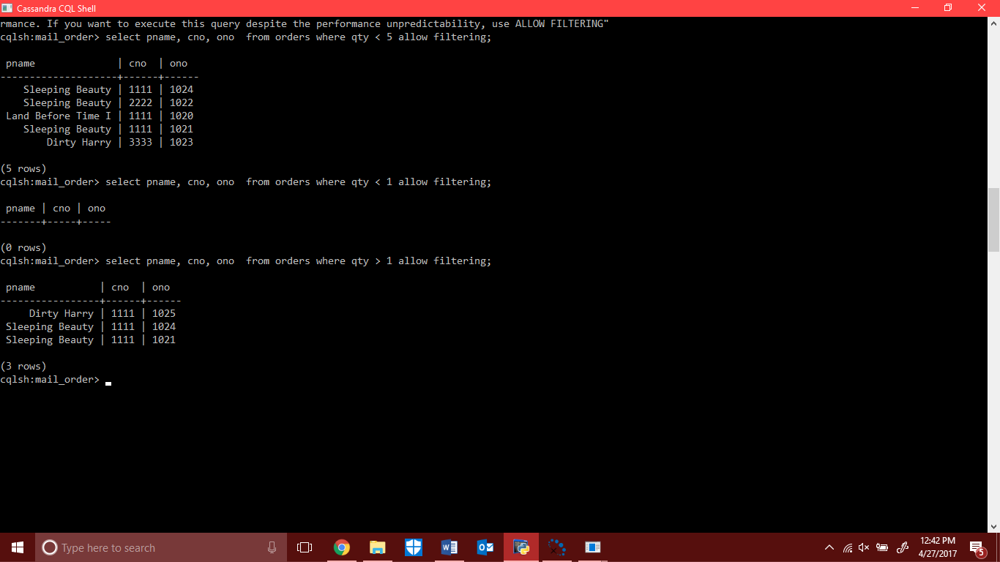 Cassandra CQL Shell
rmance. If you want to execute this query despite the performance unpredictability, use ALLOW FILTERING"
cqlsh:mail_order> select pname, cno, ono  from orders where qty < 5 allow filtering;
 pname              | cno  | ono
--------------------+------+------
    Sleeping Beauty | 1111 | 1024
    Sleeping Beauty | 2222 | 1022
 Land Before Time I | 1111 | 1020
    Sleeping Beauty | 1111 | 1021
        Dirty Harry | 3333 | 1023
(5 rows)
cqlsh:mail_order> select pname, cno, ono  from orders where qty < 1 allow filtering;
 pname | cno | ono
-------+-----+-----
(0 rows)
cqlsh:mail_order> select pname, cno, ono  from orders where qty > 1 allow filtering;
 pname           | cno  | ono
-----------------+------+------
     Dirty Harry | 1111 | 1025
 Sleeping Beauty | 1111 | 1024
 Sleeping Beauty | 1111 | 1021
(3 rows)
cqlsh:mail_order>
Type here to search
12:42 PM
4/27/2017
5